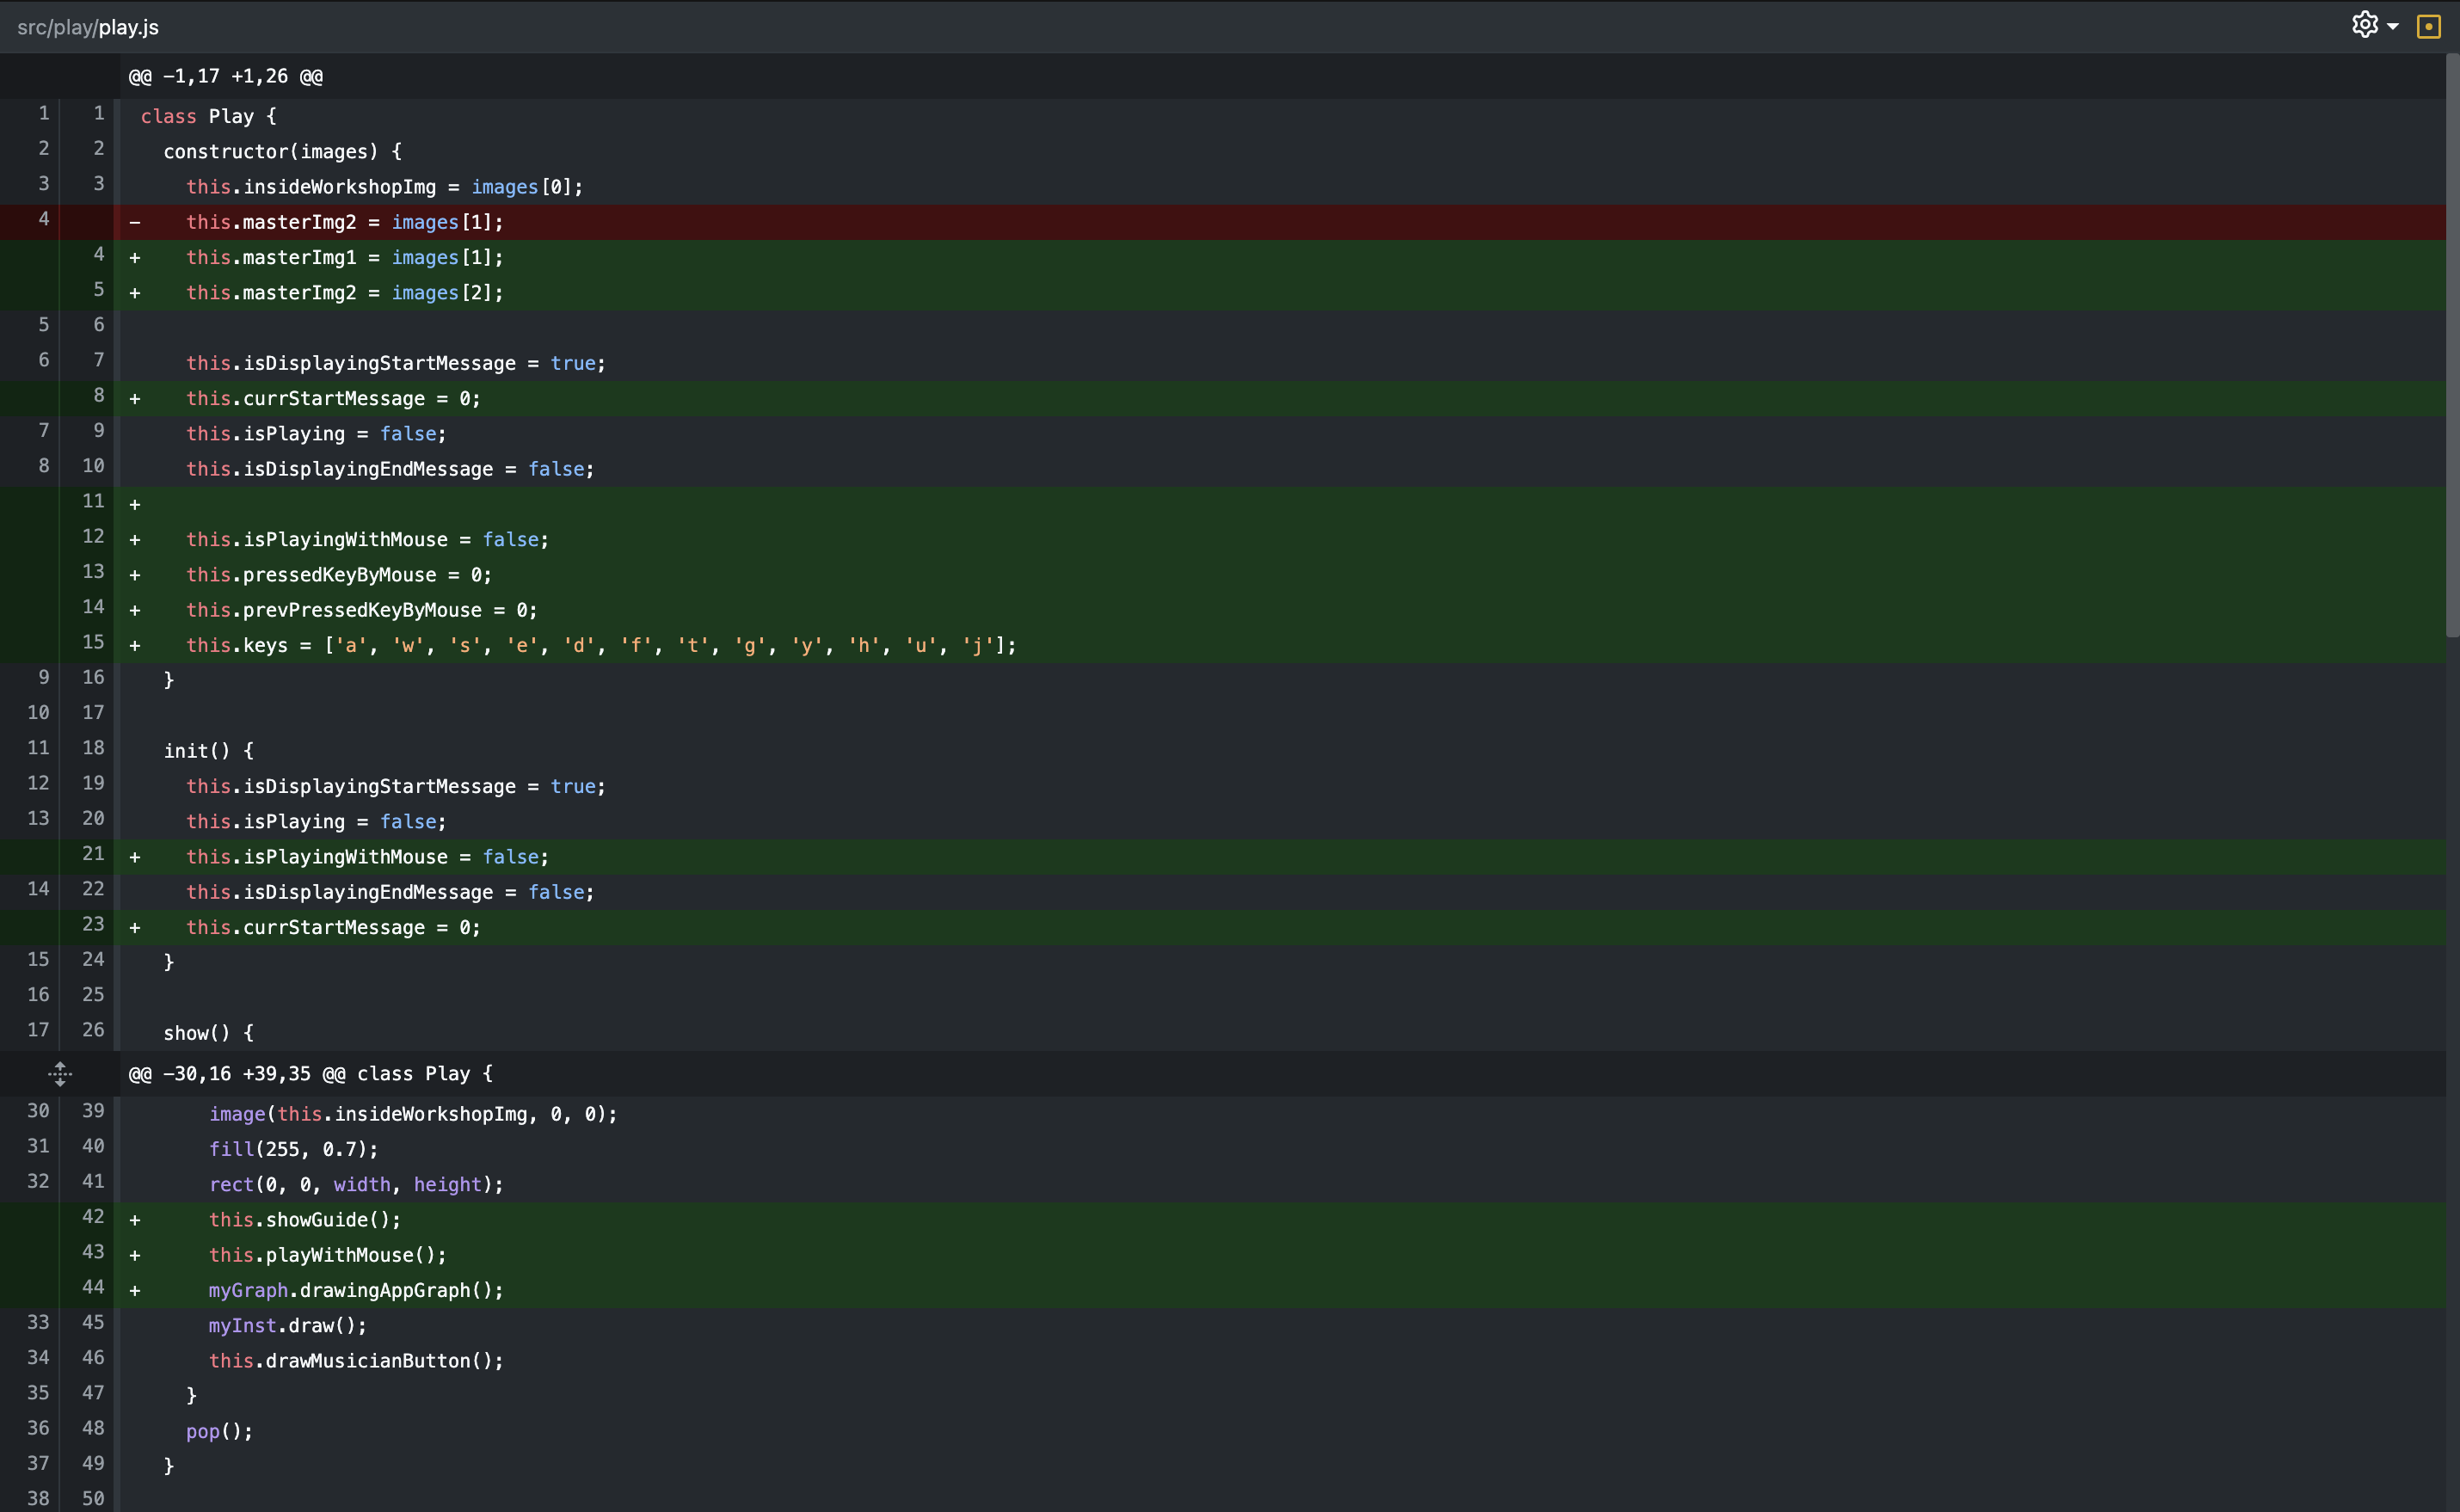 src/play/play.js
@@ -1,17 +1,26 @@
1 1 class Play {
2 2 constructor(images) {
3 3 this.insideWorkshopImg = images[0];
4 - this.masterImg2 = images[1];
4 + this.masterImg1 = images[1];
5 + this.masterImg2 = images[2];
5 6
6 7 this.isDisplayingStartMessage = true;
8 + this.currStartMessage = 0;
7 9 this.isPlaying = false;
8 10 this.isDisplayingEndMessage = false;
11 +
12 + this.isPlayingWithMouse = false;
13 + this.pressedKeyByMouse = 0;
14 + this.prevPressedKeyByMouse = 0;
15 + this.keys = ['a', 'w', 's', 'e', 'd', 'f', 't', 'g', 'y', 'h', 'u', 'j'];
9 16 }
10 17
11 18 init() {
12 19 this.isDisplayingStartMessage = true;
13 20 this.isPlaying = false;
21 + this.isPlayingWithMouse = false;
14 22 this.isDisplayingEndMessage = false;
23 + this.currStartMessage = 0;
15 24 }
16 25
17 26 show() {
@@ -30,16 +39,35 @@ class Play {
30 39 image(this.insideWorkshopImg, 0, 0);
31 40 fill(255, 0.7);
32 41 rect(0, 0, width, height);
42 + this.showGuide();
43 + this.playWithMouse();
44 + myGraph.drawingAppGraph();
33 45 myInst.draw();
34 46 this.drawMusicianButton();
35 47 }
36 48 pop();
37 49 }
38 50